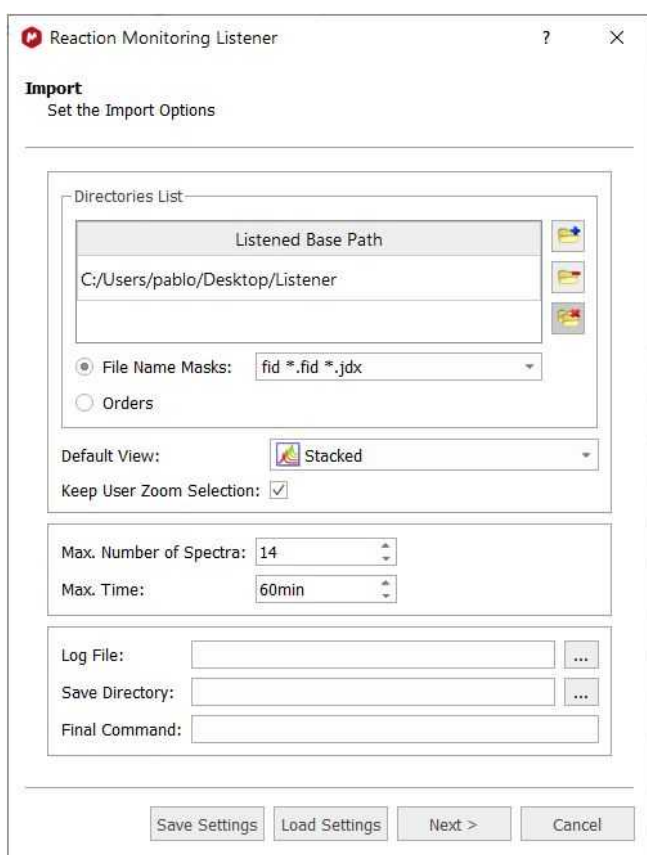 Reaction Monitoring Listener ?
Import
Set the Import Options
Directories List
Listened Base Path
C:/Users/pablo/Desktop/Listener
File Name Masks: fid *.fid *.jdx
Orders
Default View: Stacked
Keep User Zoom Selection:
Max. Number of Spectra: 14
Max. Time: 60min
Log File: ...
Save Directory: ...
Final Command:
Save Settings Load Settings Next > Cancel